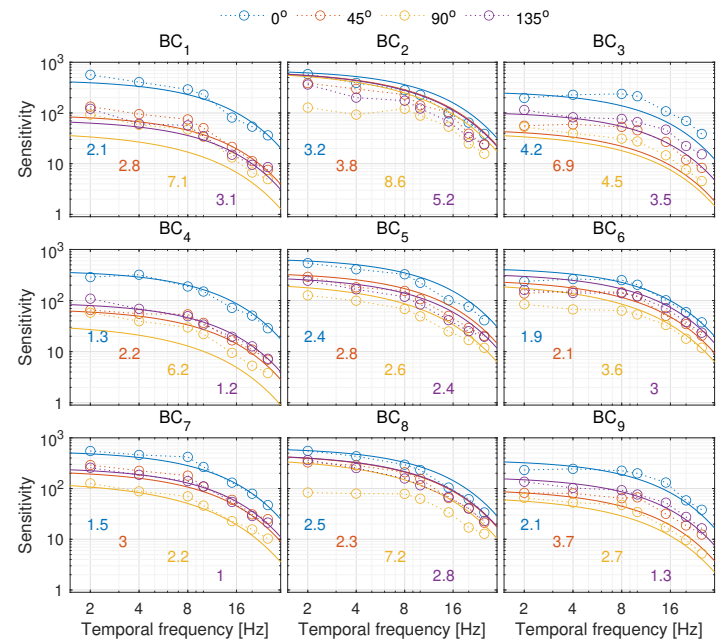 0° 45° 90° 135°
BC1 BC2 BC3
Sensitivity
10³
10²
10
1
2.1 2.8 7.1 3.1
3.2 3.8 8.6 5.2
4.2 6.9 4.5 3.5
BC4 BC5 BC6
Sensitivity
10³
10²
10
1
1.3 2.2 6.2 1.2
2.4 2.8 2.6 2.4
1.9 2.1 3.6 3
BC7 BC8 BC9
Sensitivity
10³
10²
10
1
1.5 3 2.2 1
2.5 2.3 7.2 2.8
2.1 3.7 2.7 1.3
2 4 8 16 2 4 8 16 2 4 8 16
Temporal frequency [Hz] Temporal frequency [Hz] Temporal frequency [Hz]